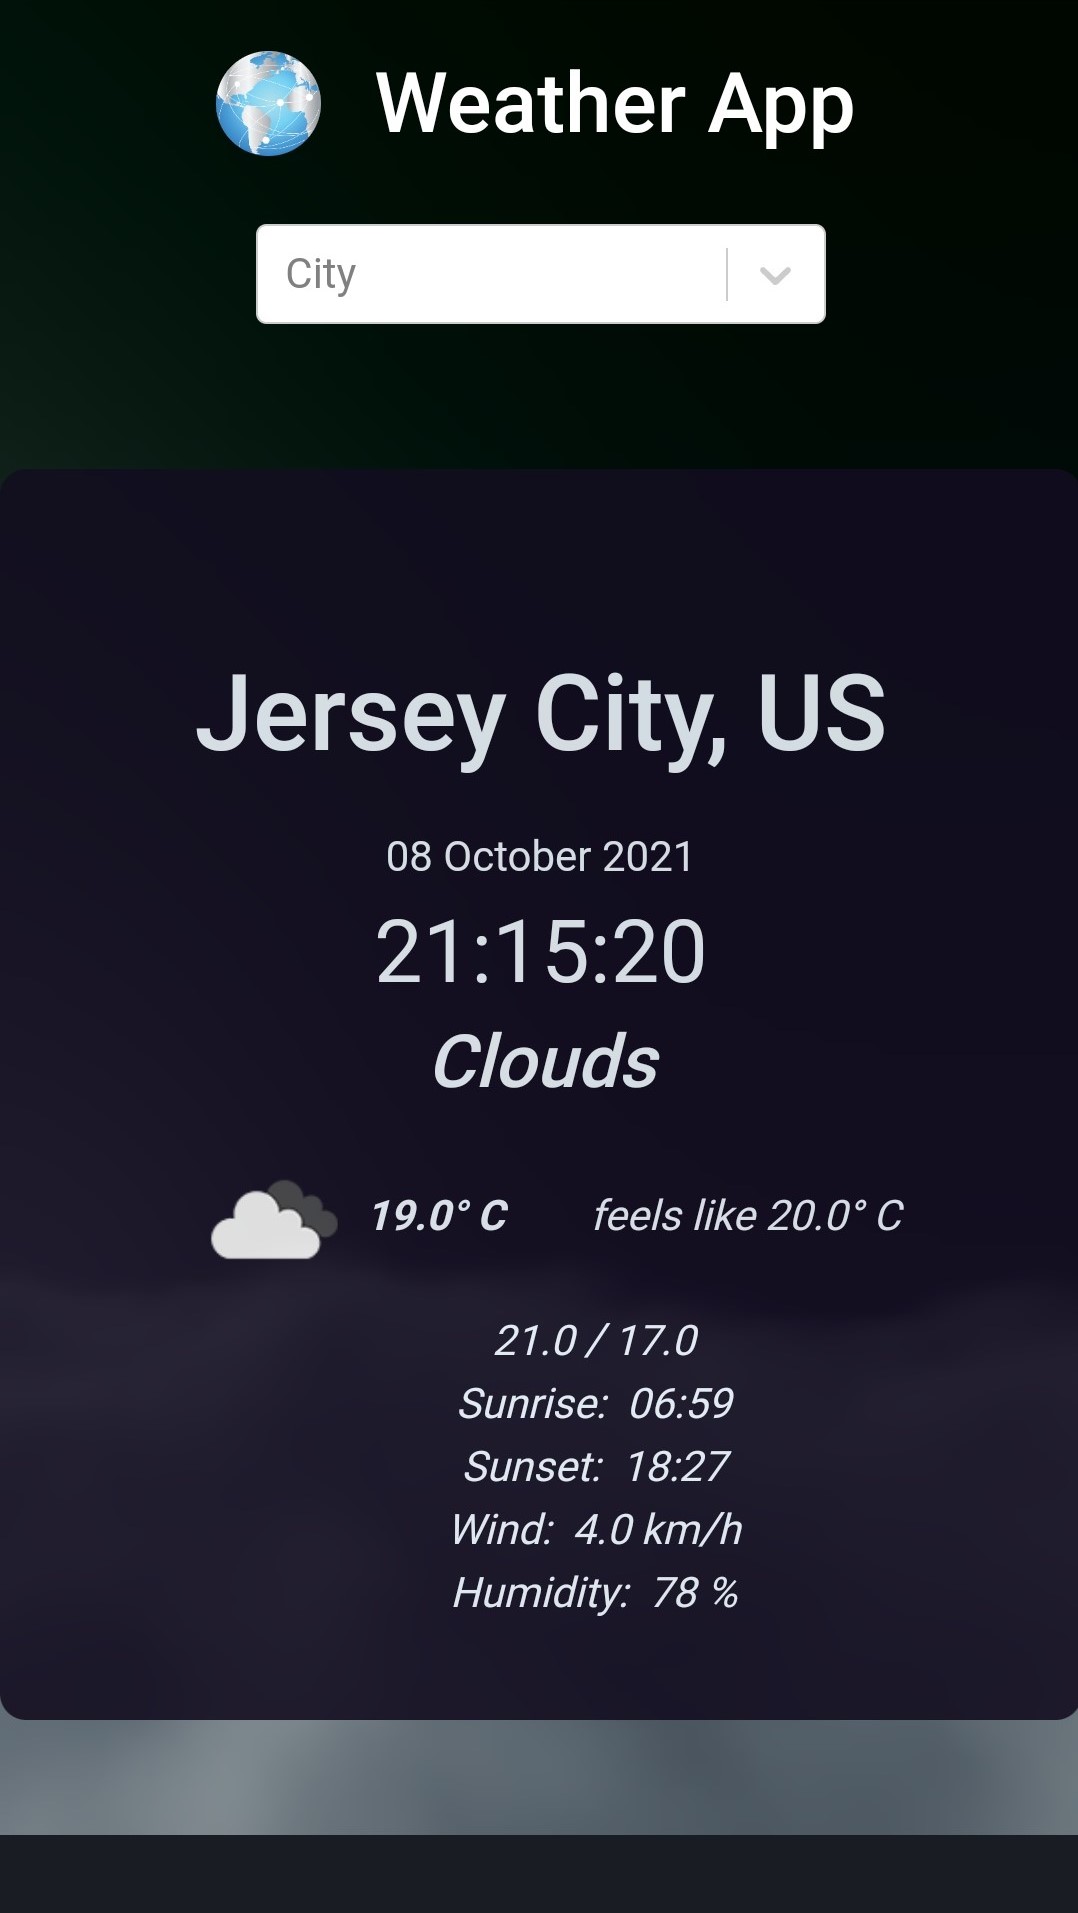 Weather App
City
Jersey City, US
08 October 2021
21:15:20
Clouds
19.0° C feels like 20.0° C
21.0 / 17.0
Sunrise: 06:59
Sunset: 18:27
Wind: 4.0 km/h
Humidity: 78 %